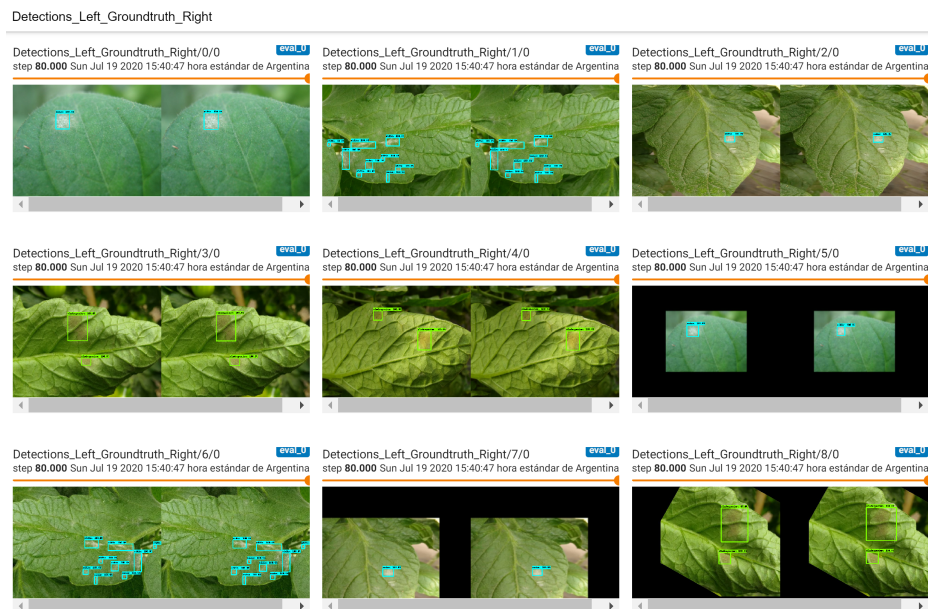 Detections_Left_Groundtruth_Right
Detections_Left_Groundtruth_Right/0/0 eval_0
step 80.000 Sun Jul 19 2020 15:40:47 hora estándar de Argentina
Detections_Left_Groundtruth_Right/1/0 eval_0
step 80.000 Sun Jul 19 2020 15:40:47 hora estándar de Argentina
Detections_Left_Groundtruth_Right/2/0 eval_0
step 80.000 Sun Jul 19 2020 15:40:47 hora estándar de Argentina
Detections_Left_Groundtruth_Right/3/0 eval_0
step 80.000 Sun Jul 19 2020 15:40:47 hora estándar de Argentina
Detections_Left_Groundtruth_Right/4/0 eval_0
step 80.000 Sun Jul 19 2020 15:40:47 hora estándar de Argentina
Detections_Left_Groundtruth_Right/5/0 eval_0
step 80.000 Sun Jul 19 2020 15:40:47 hora estándar de Argentina
Detections_Left_Groundtruth_Right/6/0 eval_0
step 80.000 Sun Jul 19 2020 15:40:47 hora estándar de Argentina
Detections_Left_Groundtruth_Right/7/0 eval_0
step 80.000 Sun Jul 19 2020 15:40:47 hora estándar de Argentina
Detections_Left_Groundtruth_Right/8/0 eval_0
step 80.000 Sun Jul 19 2020 15:40:47 hora estándar de Argentina